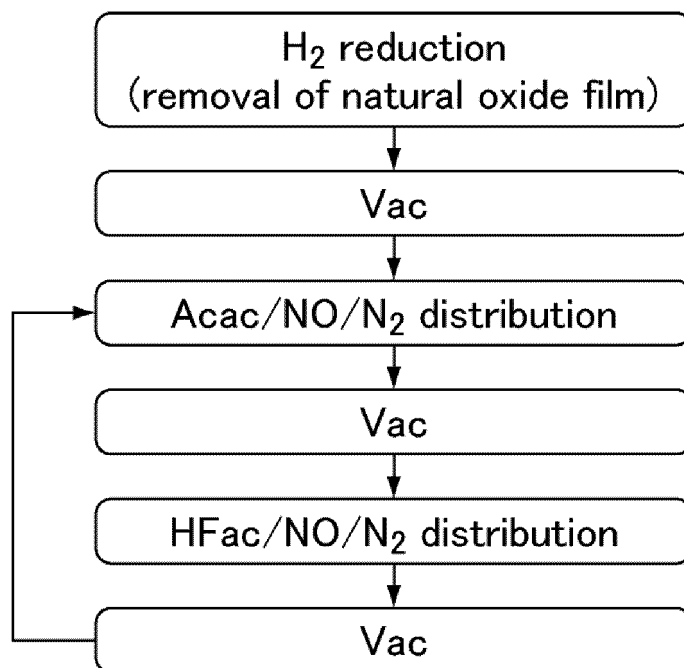 H₂ reduction
(removal of natural oxide film)
Vac
Acac/NO/N₂ distribution
Vac
HFac/NO/N₂ distribution
Vac